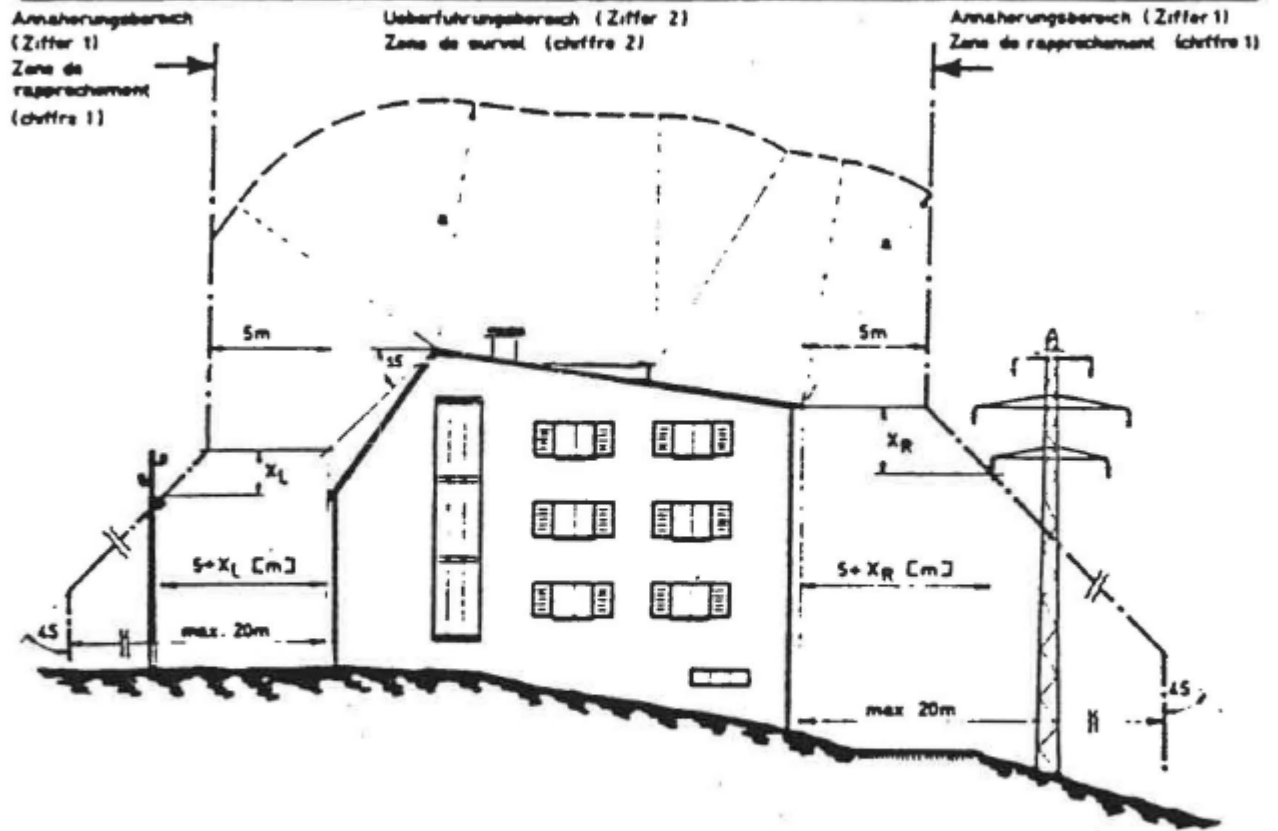 Annäherungsbereich
(Ziffer 1)
Zone de
rapprochement
(chiffre 1)
Ueberführungsbereich (Ziffer 2)
Zone de survol (chiffre 2)
Annäherungsbereich (Ziffer 1)
Zone de rapprochement (chiffre 1)
a
a
5m
5m
45
X_L
X_R
5+X_L [m]
5+X_R [m]
45
max. 20m
45
max 20m